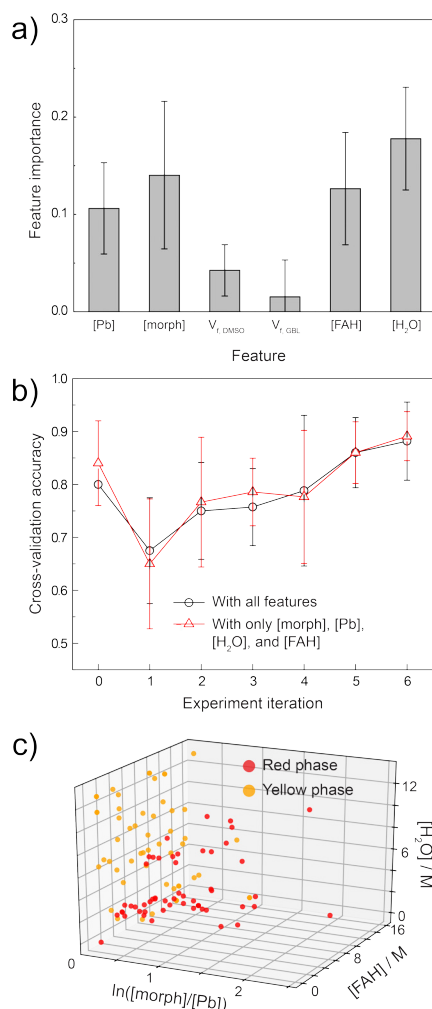 a)
Feature importance
0.3
0.2
0.1
0.0
[Pb] [morph] V_{f, DMSO} V_{f, GBL} [FAH] [H₂O]
Feature
b)
Cross-validation accuracy
1.0
0.9
0.8
0.7
0.6
0.5
With all features
With only [morph], [Pb],
[H₂O], and [FAH]
0 1 2 3 4 5 6
Experiment iteration
c)
Red phase
Yellow phase
12
6
0
[H₂O] / M
16
8
0
[FAH] / M
0
1
2
ln([morph]/[Pb])